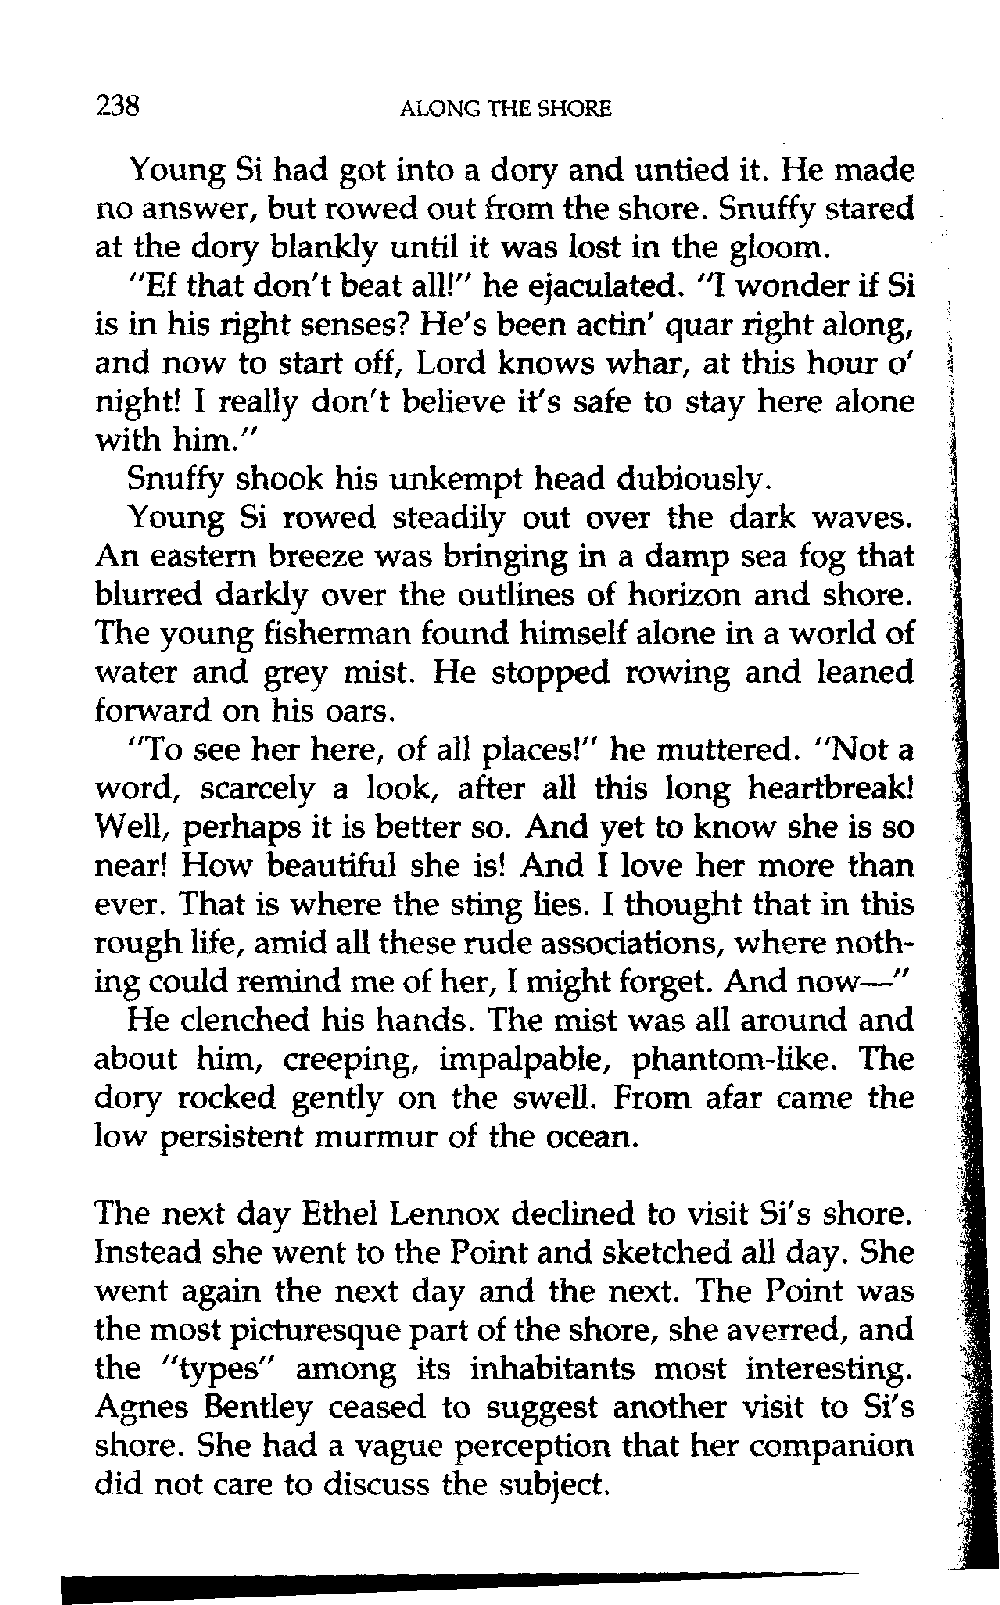 238 ALONG THE SHORE
Young Si had got into a dory and untied it. He made
no answer, but rowed out from the shore. Snuffy stared
at the dory blankly until it was lost in the gloom.
"Ef that don't beat all!" he ejaculated. "I wonder if Si
is in his right senses? He's been actin' quar right along,
and now to start off, Lord knows whar, at this hour o'
night! I really don't believe it's safe to stay here alone
with him."
Snuffy shook his unkempt head dubiously.
Young Si rowed steadily out over the dark waves.
An eastern breeze was bringing in a damp sea fog that
blurred darkly over the outlines of horizon and shore.
The young fisherman found himself alone in a world of
water and grey mist. He stopped rowing and leaned
forward on his oars.
"To see her here, of all places!" he muttered. "Not a
word, scarcely a look, after all this long heartbreak!
Well, perhaps it is better so. And yet to know she is so
near! How beautiful she is! And I love her more than
ever. That is where the sting lies. I thought that in this
rough life, amid all these rude associations, where noth-
ing could remind me of her, I might forget. And now—"
He clenched his hands. The mist was all around and
about him, creeping, impalpable, phantom-like. The
dory rocked gently on the swell. From afar came the
low persistent murmur of the ocean.
The next day Ethel Lennox declined to visit Si's shore.
Instead she went to the Point and sketched all day. She
went again the next day and the next. The Point was
the most picturesque part of the shore, she averred, and
the "types" among its inhabitants most interesting.
Agnes Bentley ceased to suggest another visit to Si's
shore. She had a vague perception that her companion
did not care to discuss the subject.